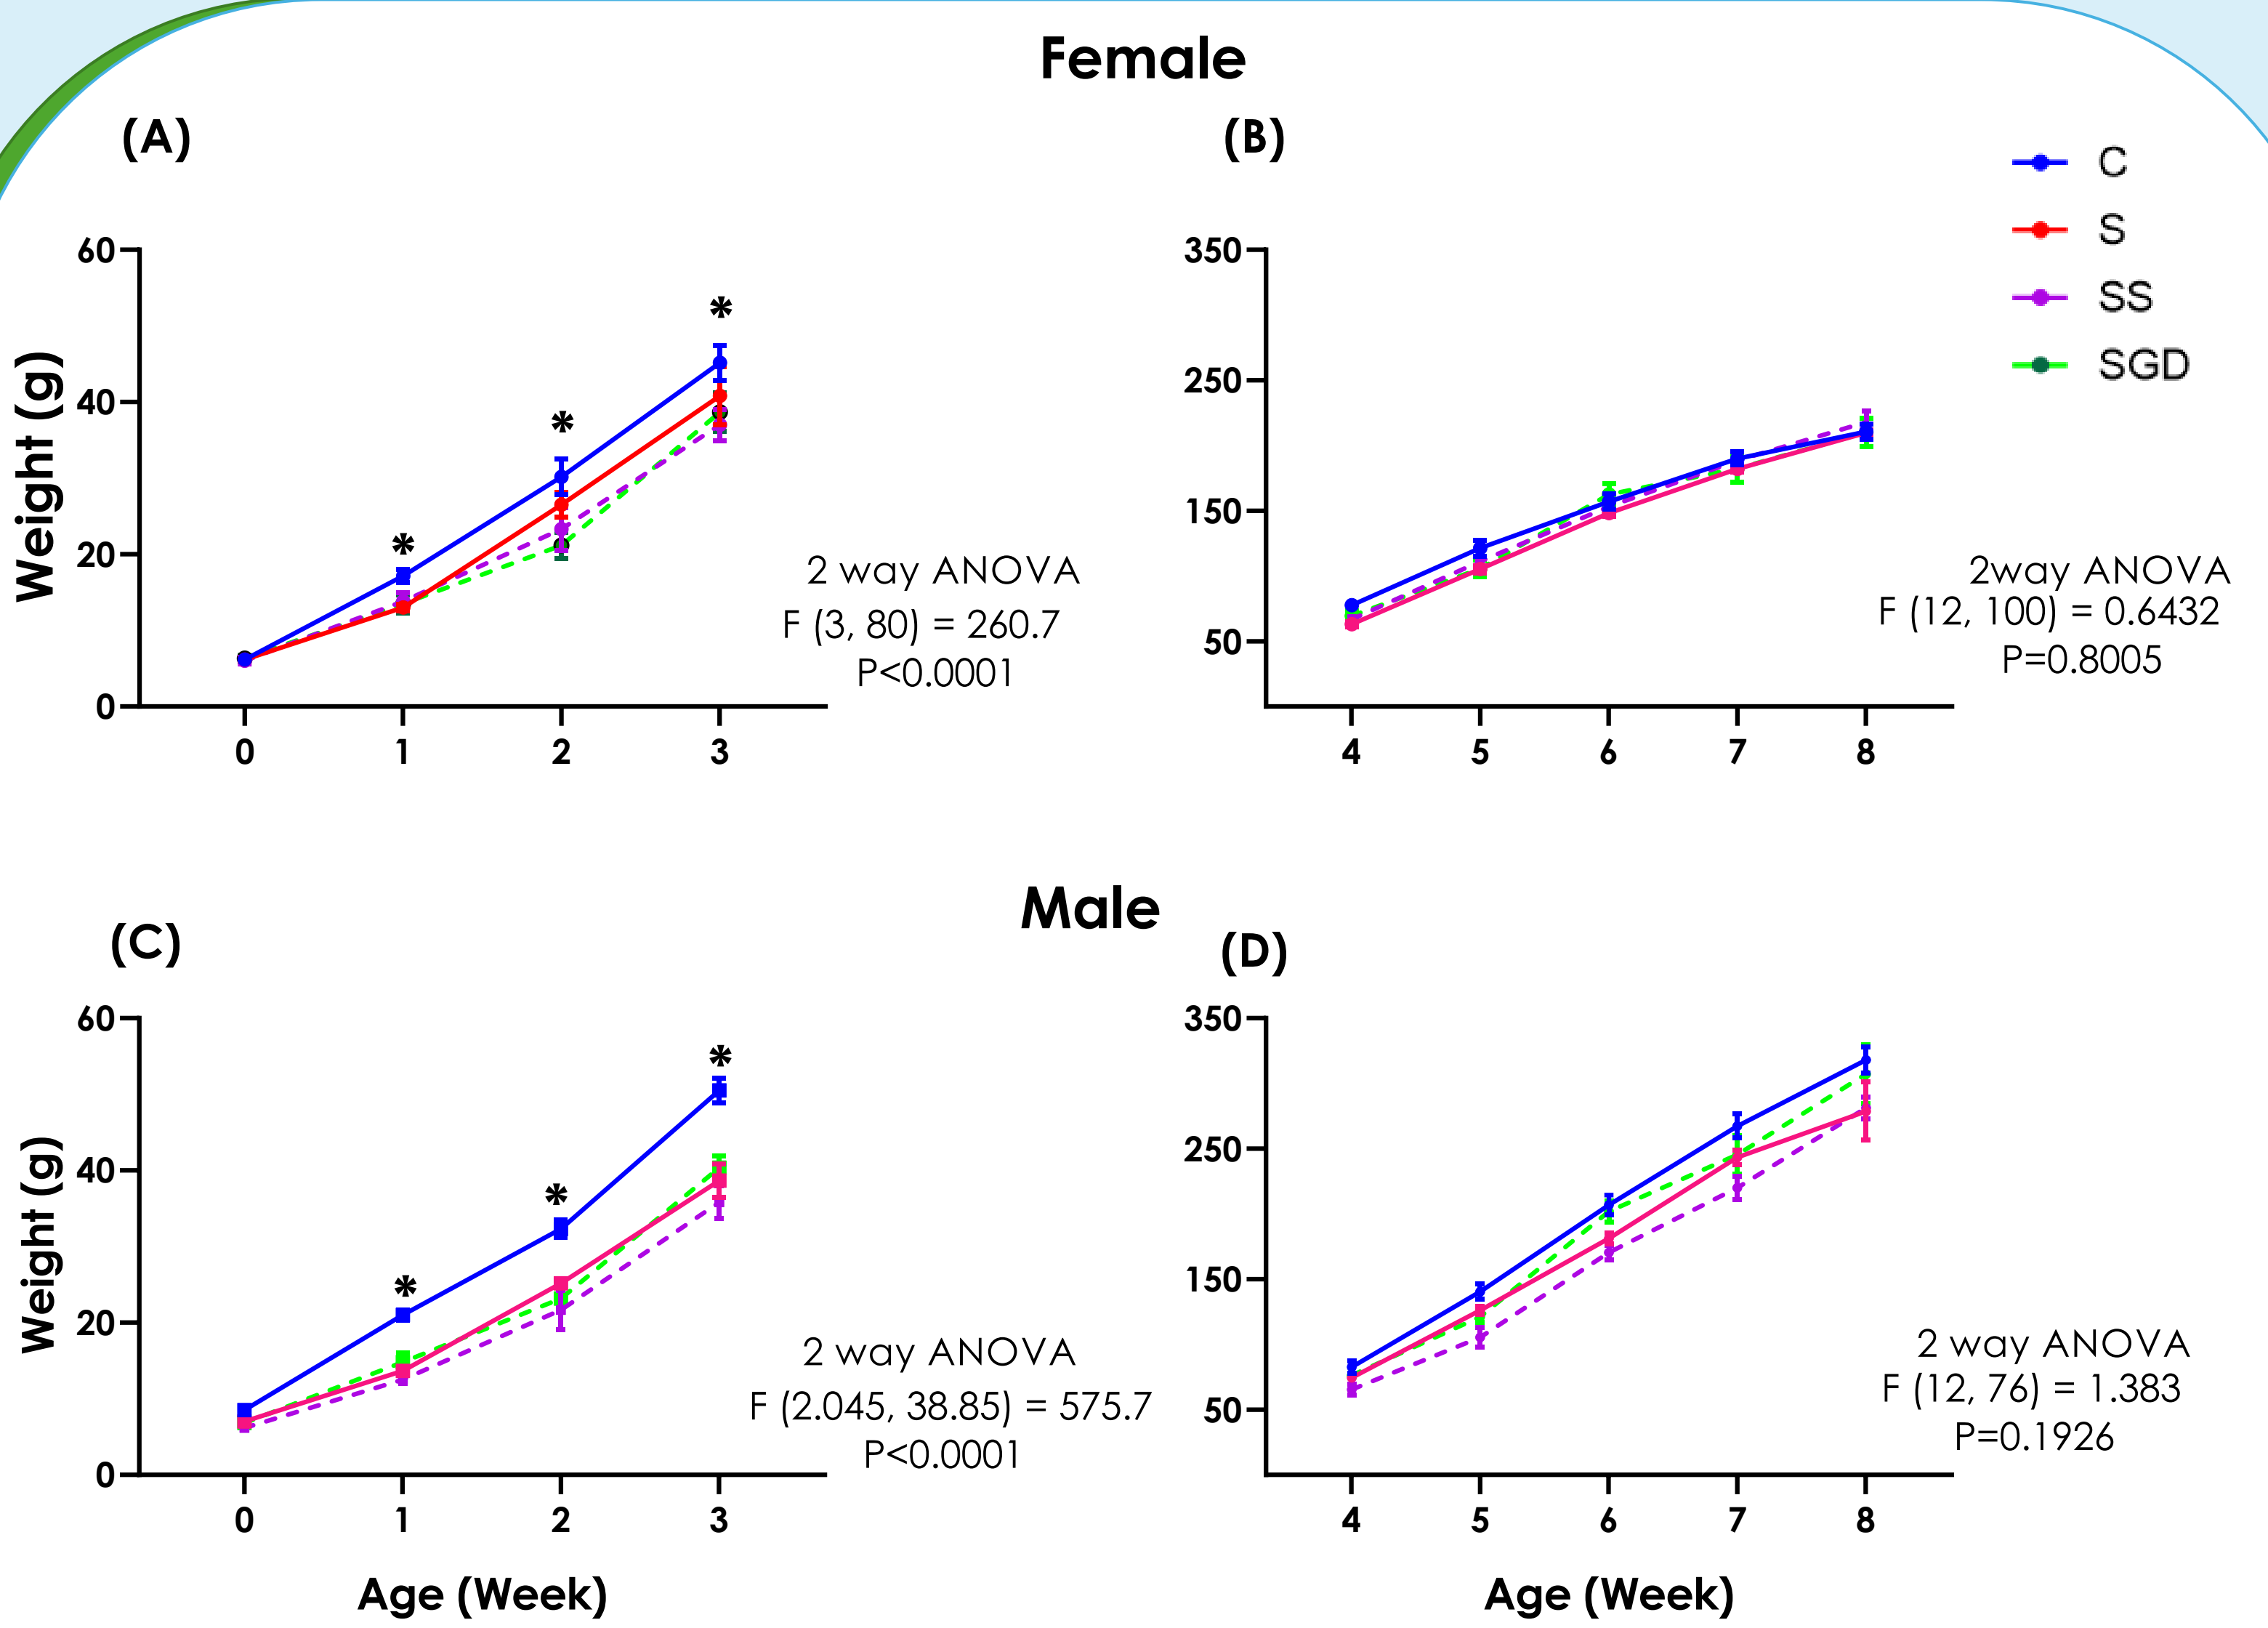 Female
(A)
(B)
C
S
SS
SGD
Weight (g)
60
40
20
0
*
*
*
2 way ANOVA
F (3, 80) = 260.7
P<0.0001
0 1 2 3
350
250
150
50
2way ANOVA
F (12, 100) = 0.6432
P=0.8005
4 5 6 7 8
Male
(C)
(D)
Weight (g)
60
40
20
0
*
*
*
2 way ANOVA
F (2.045, 38.85) = 575.7
P<0.0001
0 1 2 3
Age (Week)
350
250
150
50
2 way ANOVA
F (12, 76) = 1.383
P=0.1926
4 5 6 7 8
Age (Week)